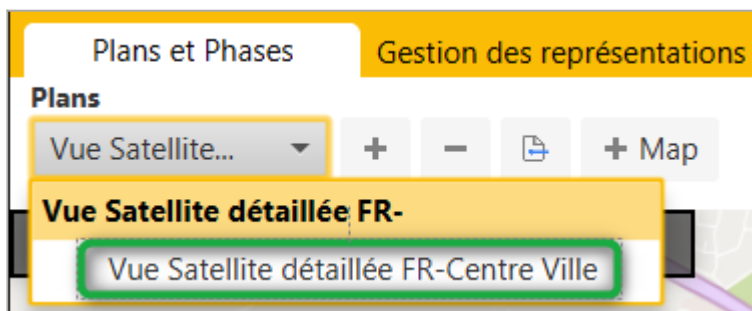 Plans et Phases Gestion des représentations
Plans
Vue Satellite... + - + Map
Vue Satellite détaillée FR-
Vue Satellite détaillée FR-Centre Ville